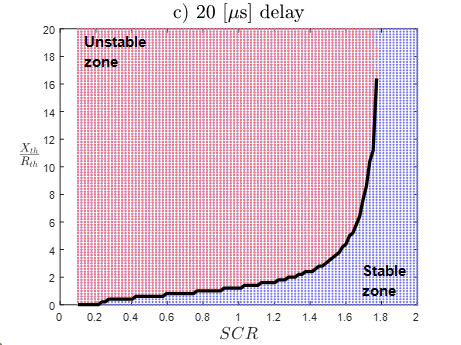 c) 20 [μs] delay
20
18
16
14
12
10
8
6
4
2
0
Unstable
zone
Stable
zone
X_th
R_th
0 0.2 0.4 0.6 0.8 1 1.2 1.4 1.6 1.8 2
SCR